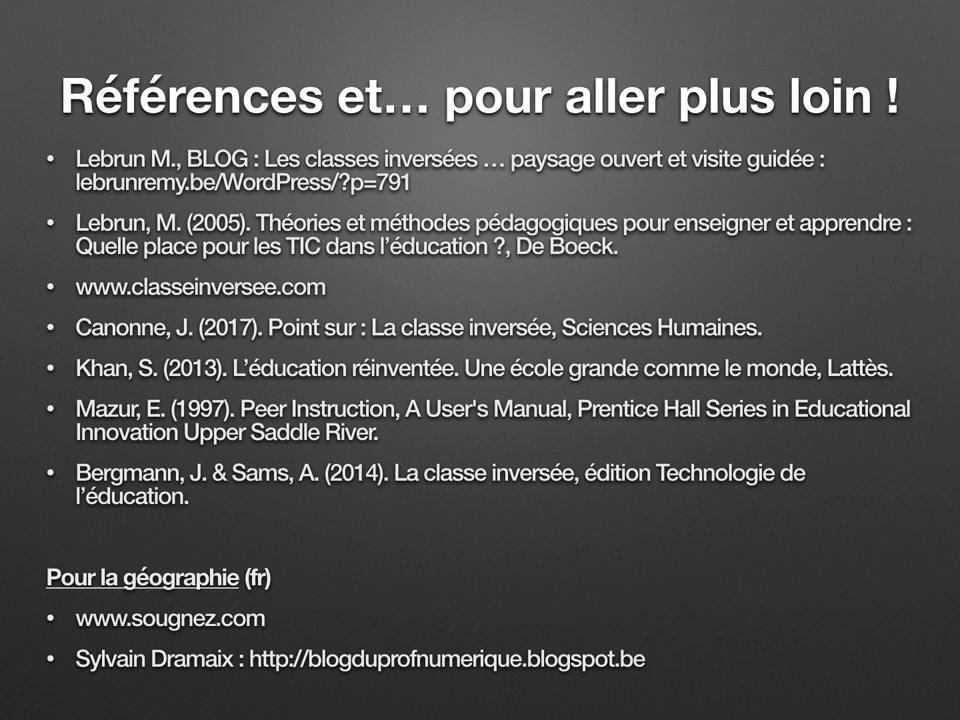 Références et… pour aller plus loin !
• Lebrun M., BLOG : Les classes inversées … paysage ouvert et visite guidée :
lebrunremy.be/WordPress/?p=791
• Lebrun, M. (2005). Théories et méthodes pédagogiques pour enseigner et apprendre :
Quelle place pour les TIC dans l’éducation ?, De Boeck.
• www.classeinversee.com
• Canonne, J. (2017). Point sur : La classe inversée, Sciences Humaines.
• Khan, S. (2013). L’éducation réinventée. Une école grande comme le monde, Lattès.
• Mazur, E. (1997). Peer Instruction, A User's Manual, Prentice Hall Series in Educational
Innovation Upper Saddle River.
• Bergmann, J. & Sams, A. (2014). La classe inversée, édition Technologie de
l’éducation.
Pour la géographie (fr)
• www.sougnez.com
• Sylvain Dramaix : http://blogduprofnumerique.blogspot.be